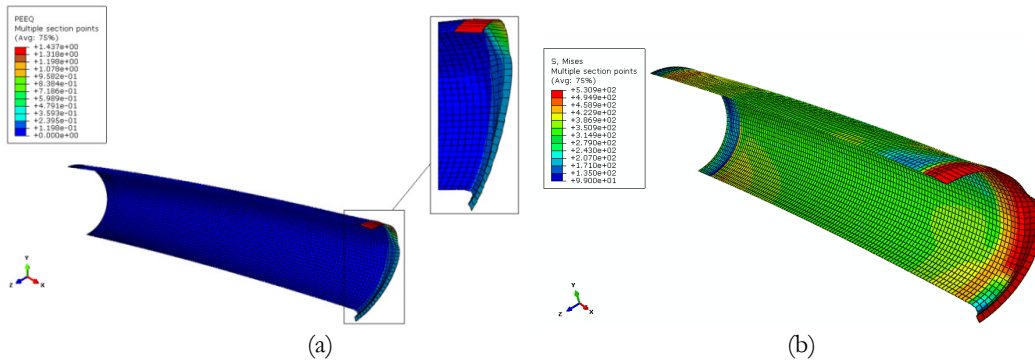 PEEQ
Multiple section points
(Avg: 75%)
+1.437e+00
+1.318e+00
+1.198e+00
+1.078e+00
+9.582e-01
+8.384e-01
+7.186e-01
+5.989e-01
+4.791e-01
+3.593e-01
+2.395e-01
+1.198e-01
+0.000e+00
Y
Z
X
(a)
S, Mises
Multiple section points
(Avg: 75%)
+5.309e+02
+4.949e+02
+4.589e+02
+4.229e+02
+3.869e+02
+3.509e+02
+3.149e+02
+2.790e+02
+2.430e+02
+2.070e+02
+1.710e+02
+1.350e+02
+9.900e+01
Y
Z
X
(b)